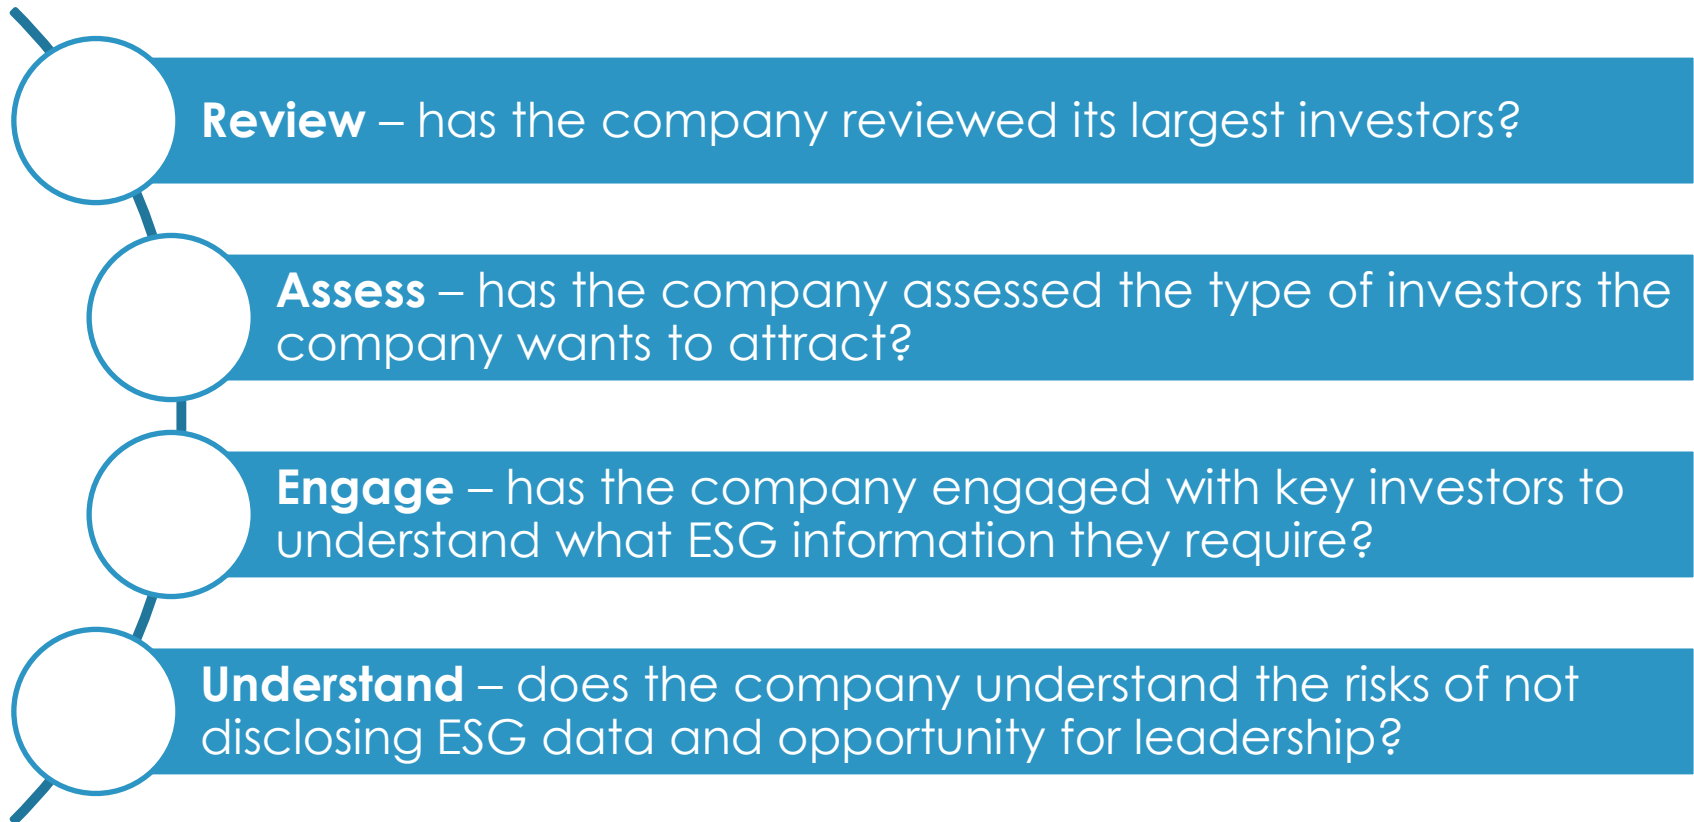 Review – has the company reviewed its largest investors?
Assess – has the company assessed the type of investors the
company wants to attract?
Engage – has the company engaged with key investors to
understand what ESG information they require?
Understand – does the company understand the risks of not
disclosing ESG data and opportunity for leadership?